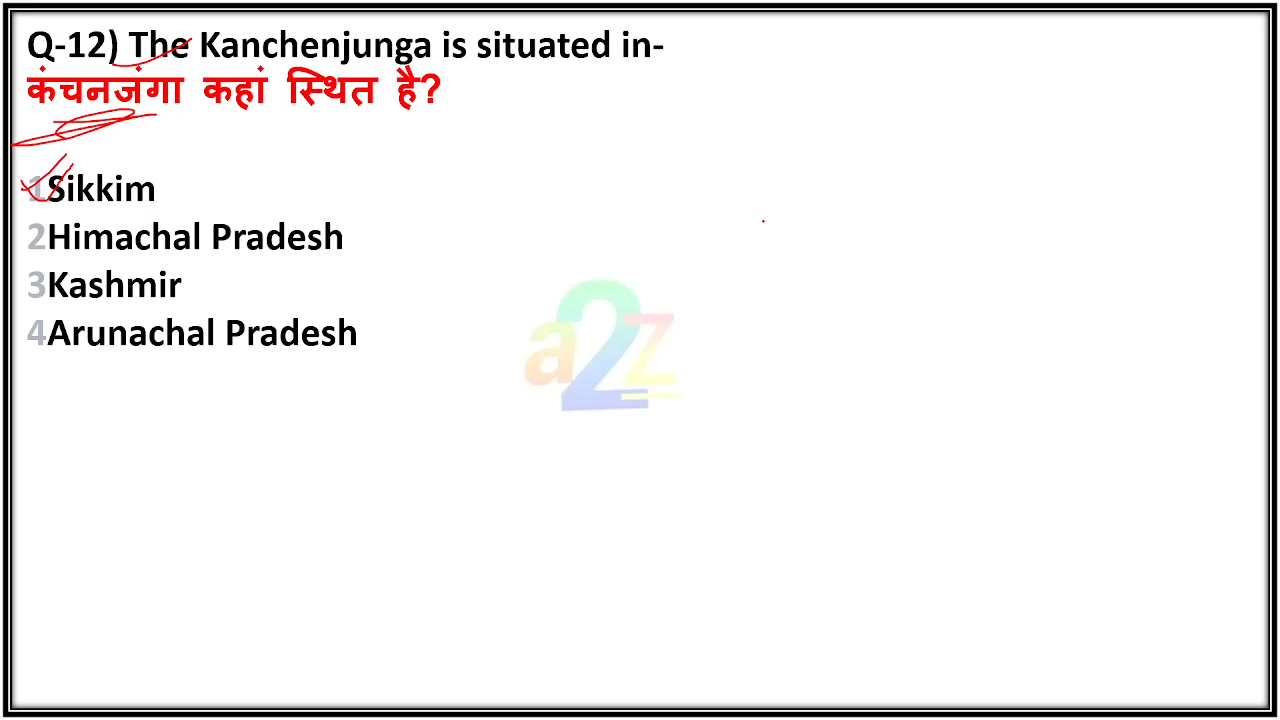 Q-12) The Kanchenjunga is situated in-
कंचनजंगा कहां स्थित है?
1Sikkim
2Himachal Pradesh
3Kashmir
4Arunachal Pradesh
a2z